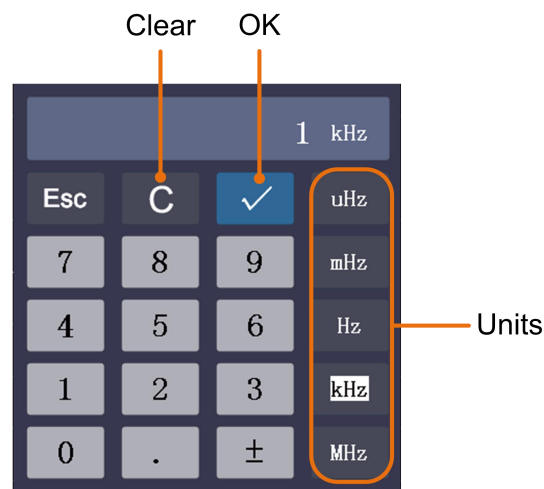 Clear OK
1 kHz
Esc C ✓ uHz
7 8 9 mHz
4 5 6 Hz
Units
1 2 3 kHz
0 . ± MHz